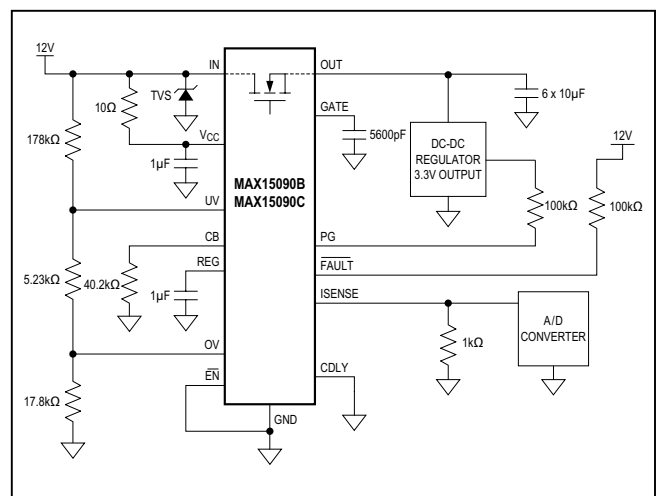 12V
IN
OUT
TVS
10Ω
GATE
6 x 10µF
178kΩ
VCC
5600pF
12V
1µF
DC-DC
REGULATOR
3.3V OUTPUT
MAX15090B
MAX15090C
UV
100kΩ
100kΩ
CB
PG
REG
FAULT
5.23kΩ
40.2kΩ
1µF
ISENSE
A/D
CONVERTER
1kΩ
OV
CDLY
EN
17.8kΩ
GND